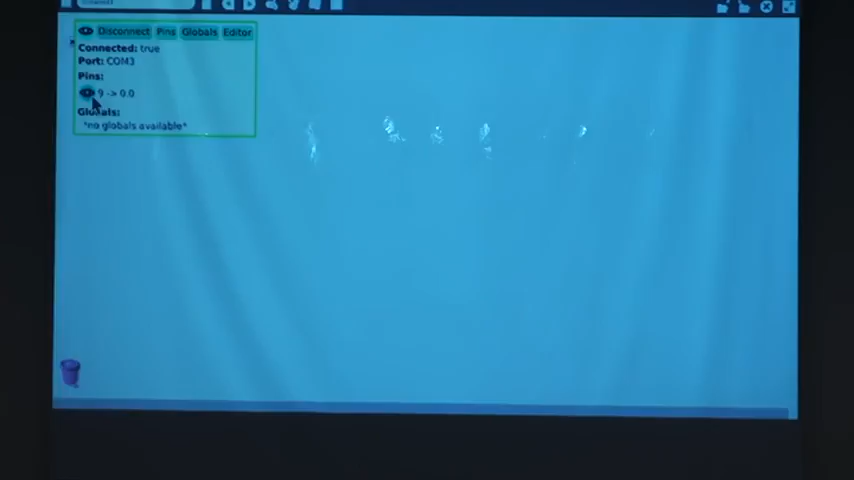 Disconnect Pins Globals Editor
Connected: true
Port: COM3
Pins:
9 -> 0.0
Globals:
*no globals available*